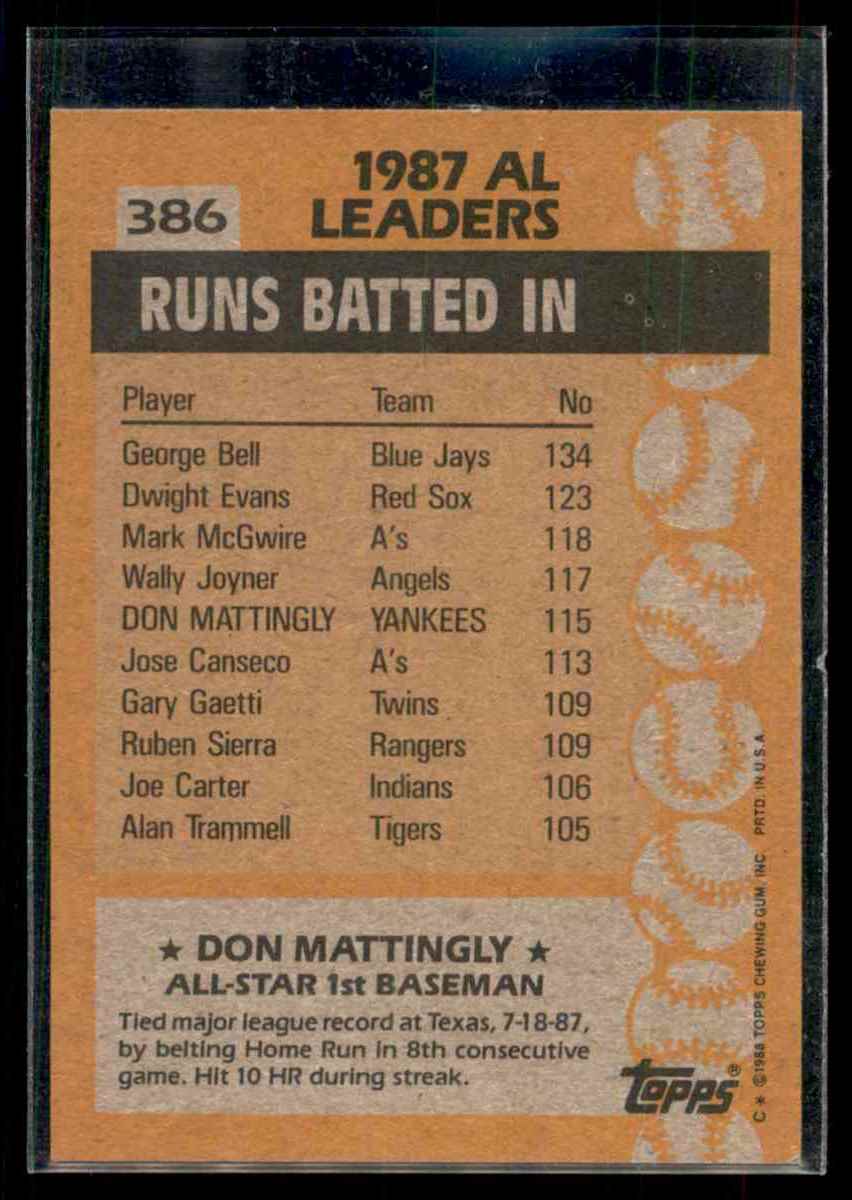 1987 AL
386 LEADERS
RUNS BATTED IN
Player Team No
George Bell Blue Jays 134
Dwight Evans Red Sox 123
Mark McGwire A's 118
Wally Joyner Angels 117
DON MATTINGLY YANKEES 115
Jose Canseco A's 113
Gary Gaetti Twins 109
Ruben Sierra Rangers 109
Joe Carter Indians 106
Alan Trammell Tigers 105
★ DON MATTINGLY ★
ALL-STAR 1st BASEMAN
Tied major league record at Texas, 7-18-87,
by belting Home Run in 8th consecutive
game. Hit 10 HR during streak.
TOPPS®
C * ©1988 TOPPS CHEWING GUM, INC. PRTD. IN U.S.A